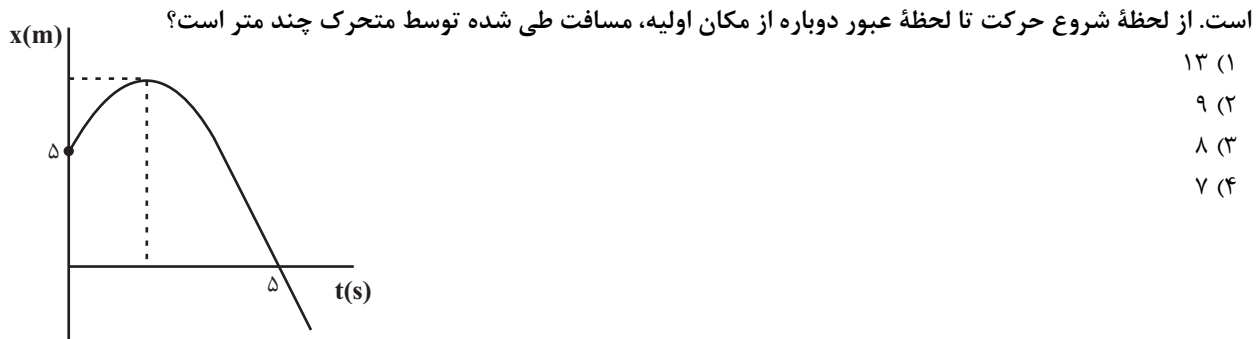 است. از لحظهٔ شروع حرکت تا لحظهٔ عبور دوباره از مکان اولیه، مسافت طی شده توسط متحرک چند متر است؟
x(m)
۱) ۱۳
۲) ۹
۳) ۸
۴) ۷
۵
۵
t(s)